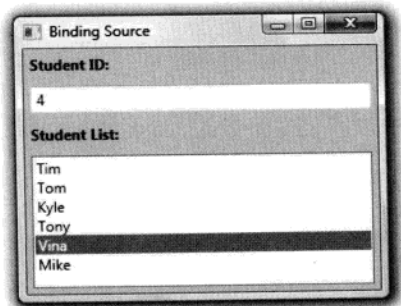 Binding Source
Student ID:
4
Student List:
Tim
Tom
Kyle
Tony
Vina
Mike